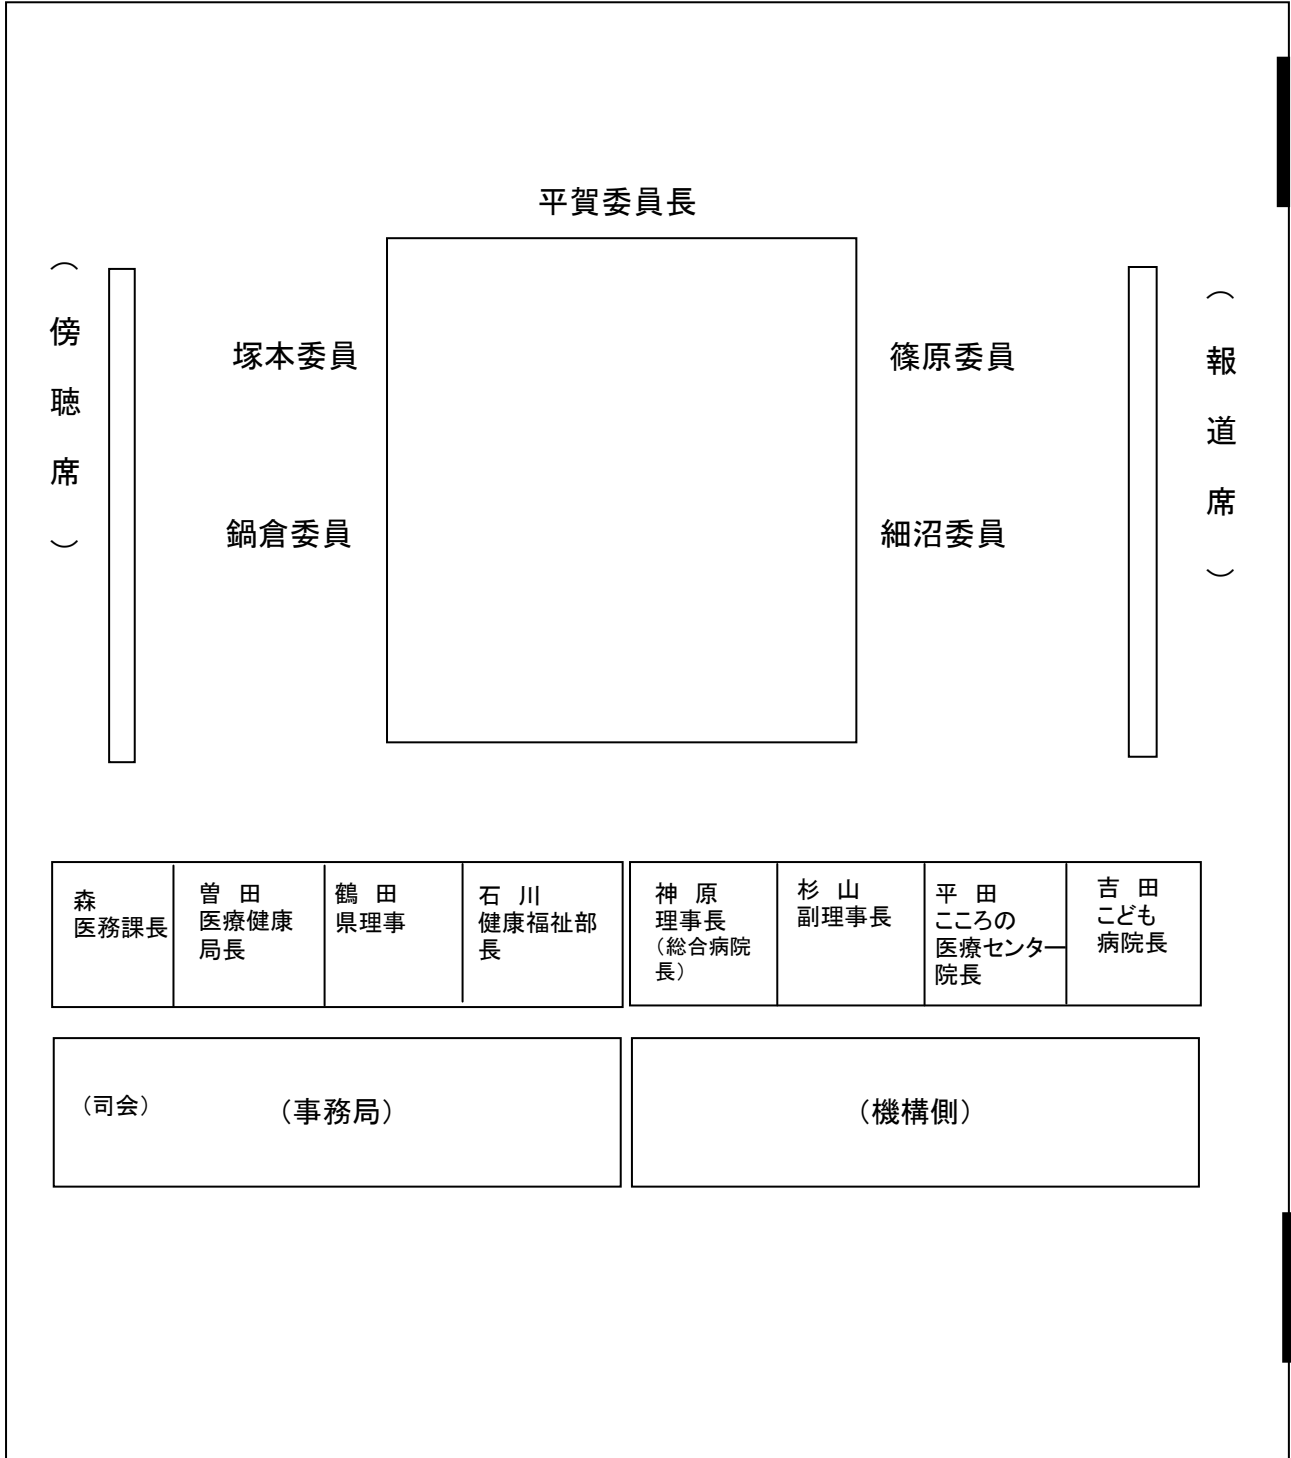 平賀委員長
（傍聴席）
塚本委員
篠原委員
（報道席）
鍋倉委員
細沼委員
森
医務課長
曽　田
医療健康
局長
鶴　田
県理事
石　川
健康福祉部
長
神　原
理事長
（総合病院
長）
杉　山
副理事長
平　田
こころの
医療センター
院長
吉　田
こども
病院長
（司会）
（事務局）
（機構側）